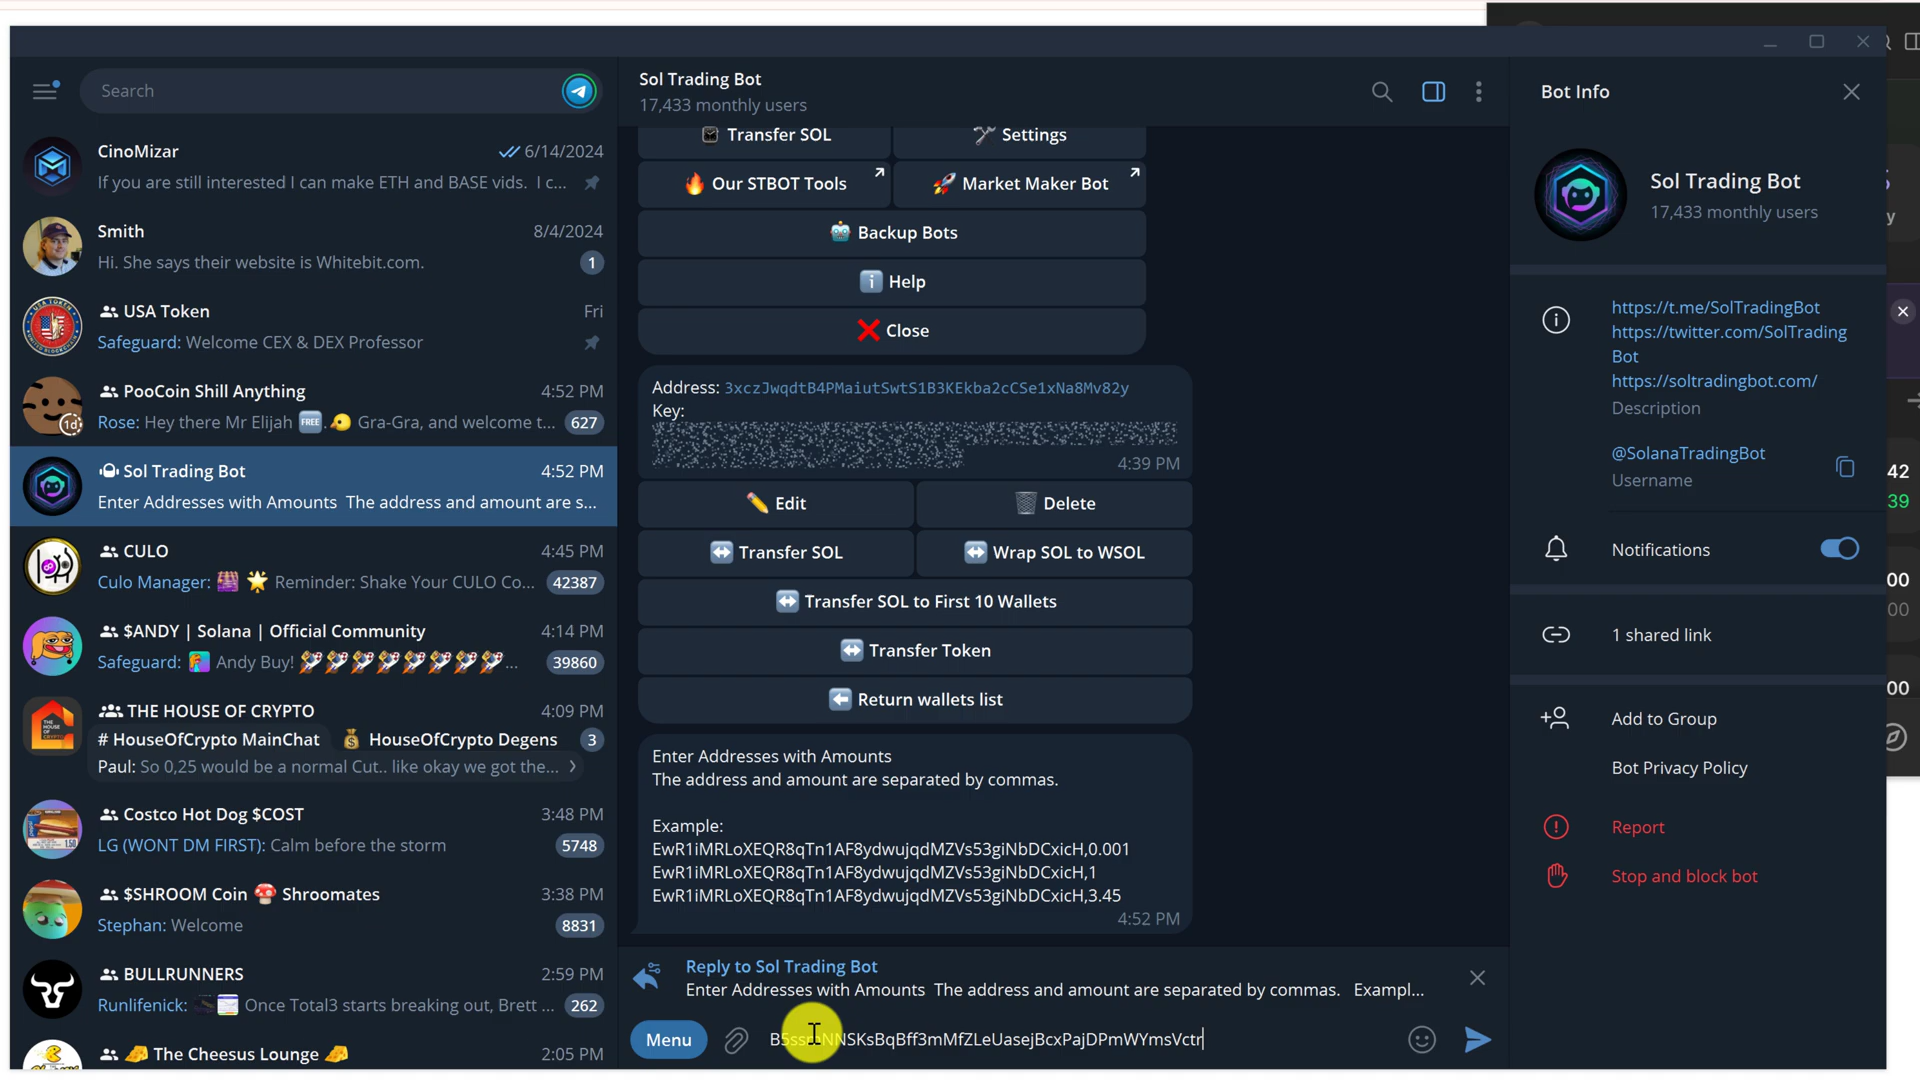 Search
CinoMizar
6/14/2024
If you are still interested I can make ETH and BASE vids. I c...
Smith
8/4/2024
Hi. She says their website is Whitebit.com.
1
USA Token
Fri
Safeguard: Welcome CEX & DEX Professor
PooCoin Shill Anything
4:52 PM
1d
Rose: Hey there Mr Elijah FREE. Gra-Gra, and welcome t...
627
Sol Trading Bot
4:52 PM
Enter Addresses with Amounts The address and amount are s...
CULO
4:45 PM
Culo Manager: Reminder: Shake Your CULO Co...
42387
$ANDY | Solana | Official Community
4:14 PM
Safeguard: Andy Buy! ...
39860
THE HOUSE OF CRYPTO
4:09 PM
# HouseOfCrypto MainChat HouseOfCrypto Degens
3
Paul: So 0,25 would be a normal Cut.. like okay we got the...
Costco Hot Dog $COST
3:48 PM
LG (WONT DM FIRST): Calm before the storm
5748
$SHROOM Coin Shroomates
3:38 PM
Stephan: Welcome
8831
BULLRUNNERS
2:59 PM
Runlifenick: Once Total3 starts breaking out, Brett ...
262
The Cheesus Lounge
2:05 PM
Sol Trading Bot
17,433 monthly users
Transfer SOL
Settings
Our STBOT Tools
Market Maker Bot
Backup Bots
Help
Close
Address: 3xczJwqdtB4PMaiutSwtS1B3KEkba2cCSe1xNa8Mv82y
Key:
4:39 PM
Edit
Delete
Transfer SOL
Wrap SOL to WSOL
Transfer SOL to First 10 Wallets
Transfer Token
Return wallets list
Enter Addresses with Amounts
The address and amount are separated by commas.
Example:
EwR1iMRLoXEQR8qTn1AF8ydwujqdMZVs53giNbDCxicH,0.001
EwR1iMRLoXEQR8qTn1AF8ydwujqdMZVs53giNbDCxicH,1
EwR1iMRLoXEQR8qTn1AF8ydwujqdMZVs53giNbDCxicH,3.45
4:52 PM
Reply to Sol Trading Bot
Enter Addresses with Amounts The address and amount are separated by commas. Exampl...
Menu
Bot Info
Sol Trading Bot
17,433 monthly users
https://t.me/SolTradingBot
https://twitter.com/SolTrading
Bot
https://soltradingbot.com/
Description
@SolanaTradingBot
Username
Notifications
1 shared link
Add to Group
Bot Privacy Policy
Report
Stop and block bot
y
42
39
00
00
00